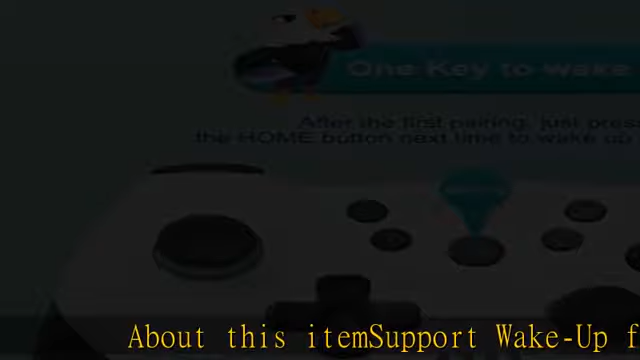 One Key to wake
After the first pairing, just press
the HOME button next time to wake up
About this itemSupport Wake-Up f